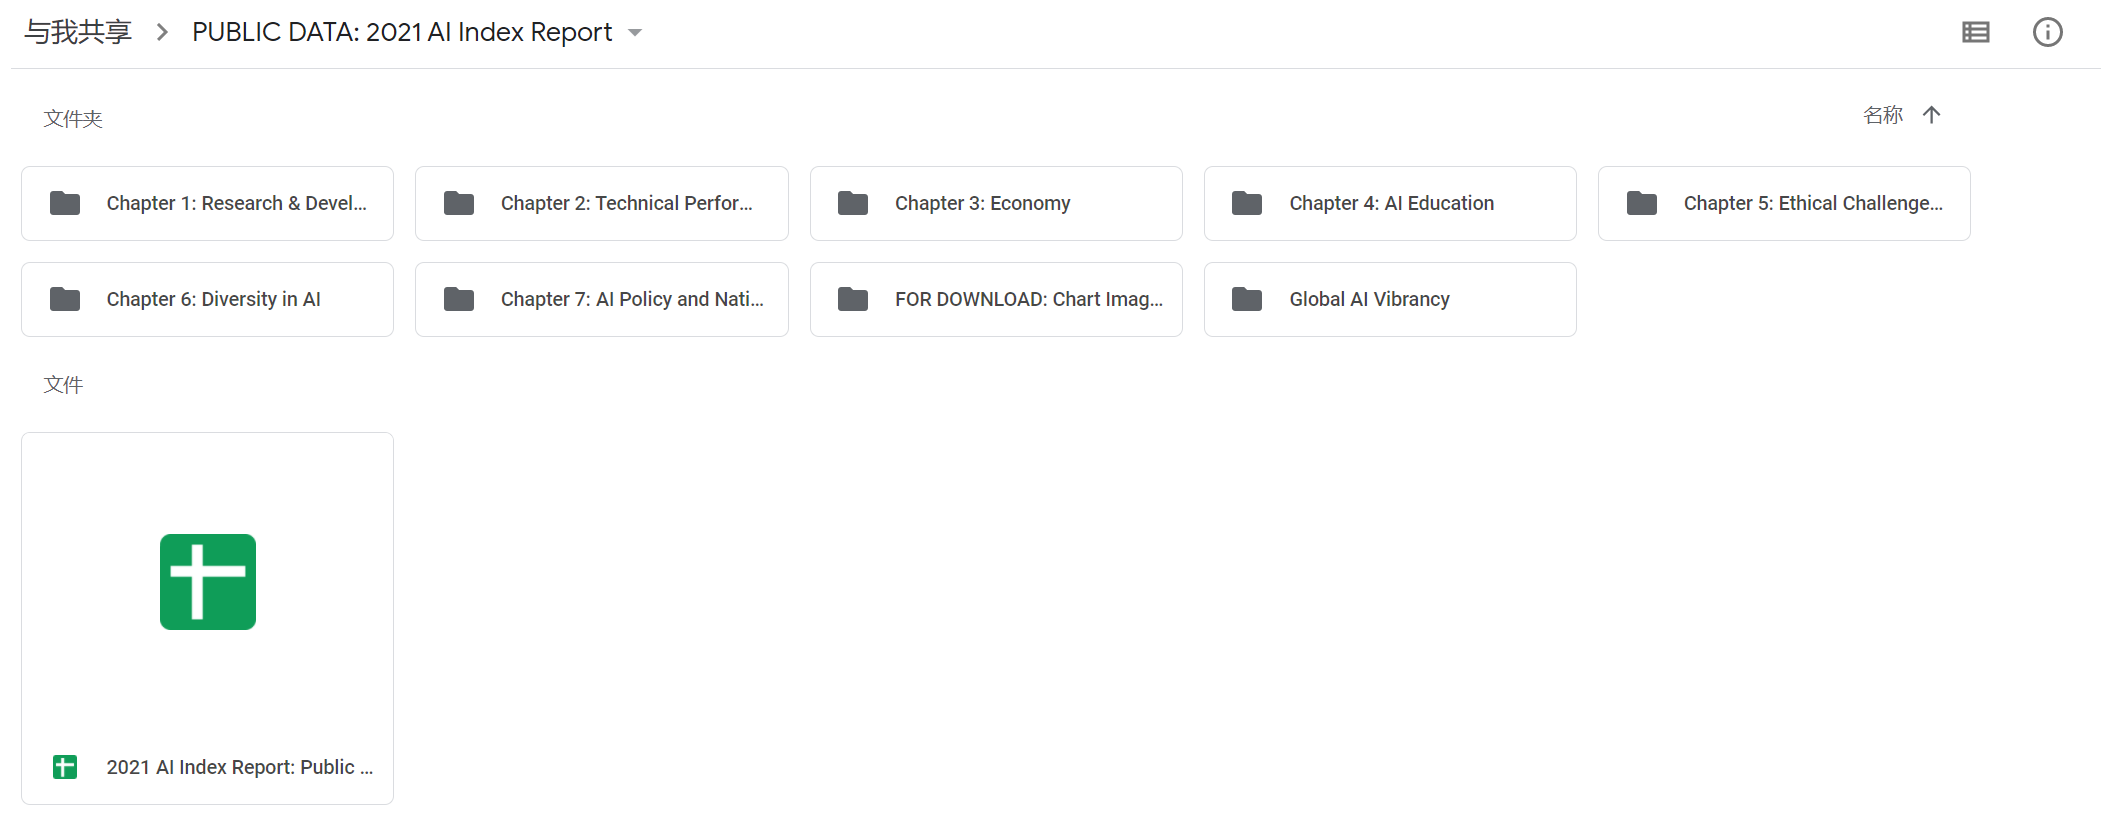 与我共享 > PUBLIC DATA: 2021 AI Index Report
文件夹 名称
Chapter 1: Research & Devel... Chapter 2: Technical Perfor... Chapter 3: Economy Chapter 4: AI Education Chapter 5: Ethical Challenge...
Chapter 6: Diversity in AI Chapter 7: AI Policy and Nati... FOR DOWNLOAD: Chart Imag... Global AI Vibrancy
文件
2021 AI Index Report: Public ...